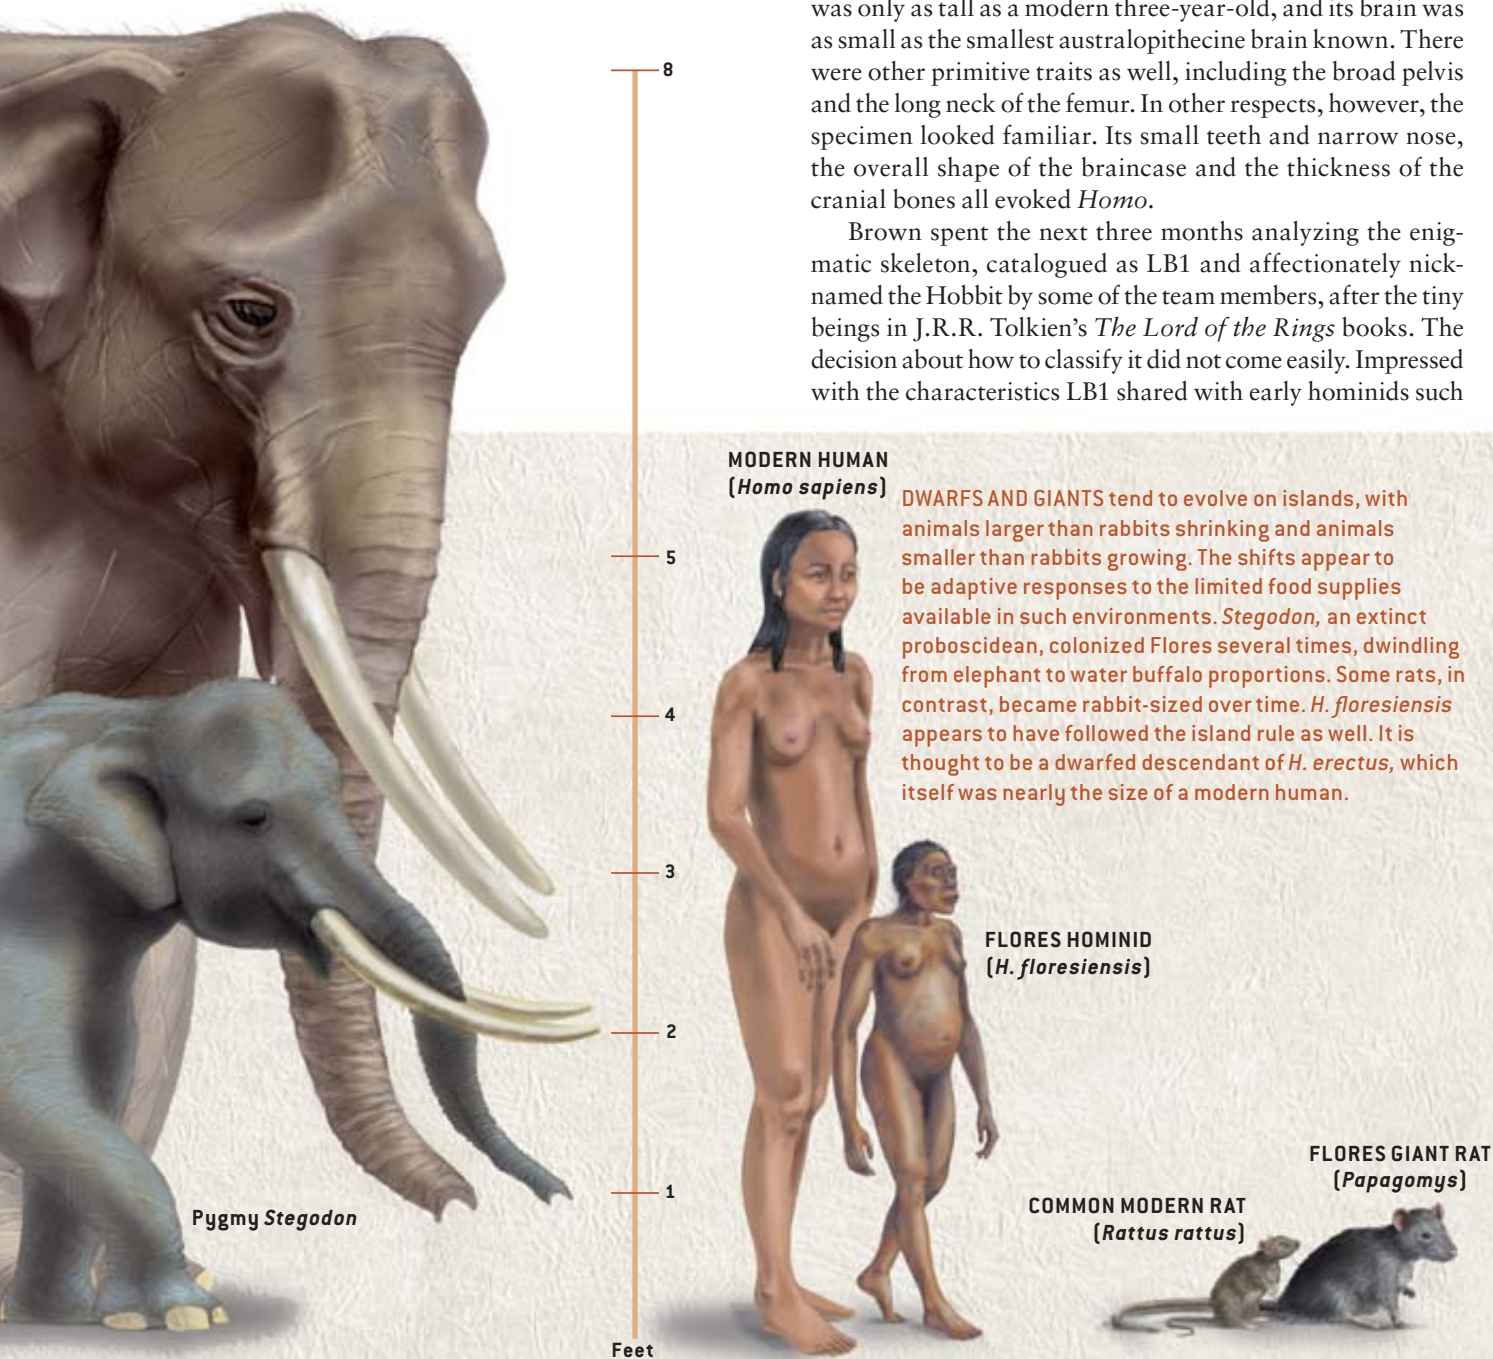 was only as tall as a modern three-year-old, and its brain was
as small as the smallest australopithecine brain known. There
were other primitive traits as well, including the broad pelvis
and the long neck of the femur. In other respects, however, the
specimen looked familiar. Its small teeth and narrow nose,
the overall shape of the braincase and the thickness of the
cranial bones all evoked Homo.
Brown spent the next three months analyzing the enig-
matic skeleton, catalogued as LB1 and affectionately nick-
named the Hobbit by some of the team members, after the tiny
beings in J.R.R. Tolkien’s The Lord of the Rings books. The
decision about how to classify it did not come easily. Impressed
with the characteristics LB1 shared with early hominids such
8
5
4
3
2
1
Feet
MODERN HUMAN
(Homo sapiens)
DWARFS AND GIANTS tend to evolve on islands, with
animals larger than rabbits shrinking and animals
smaller than rabbits growing. The shifts appear to
be adaptive responses to the limited food supplies
available in such environments. Stegodon, an extinct
proboscidean, colonized Flores several times, dwindling
from elephant to water buffalo proportions. Some rats, in
contrast, became rabbit-sized over time. H. floresiensis
appears to have followed the island rule as well. It is
thought to be a dwarfed descendant of H. erectus, which
itself was nearly the size of a modern human.
FLORES HOMINID
(H. floresiensis)
FLORES GIANT RAT
(Papagomys)
COMMON MODERN RAT
(Rattus rattus)
Pygmy Stegodon